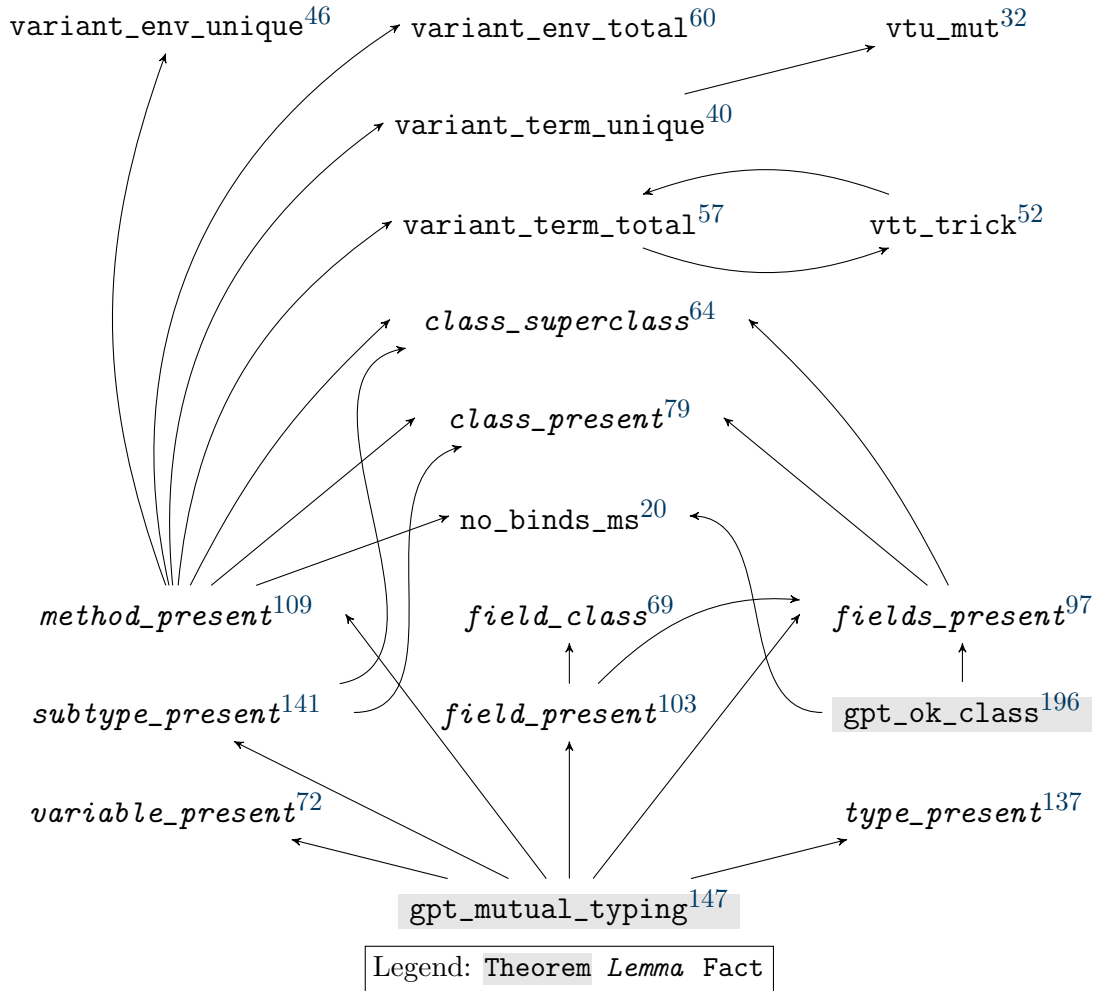 variant_env_unique46 variant_env_total60 vtu_mut32
variant_term_unique40
variant_term_total57 vtt_trick52
class_superclass64
class_present79
no_binds_ms20
method_present109 field_class69 fields_present97
subtype_present141 field_present103 gpt_ok_class196
variable_present72 type_present137
gpt_mutual_typing147
Legend: Theorem Lemma Fact